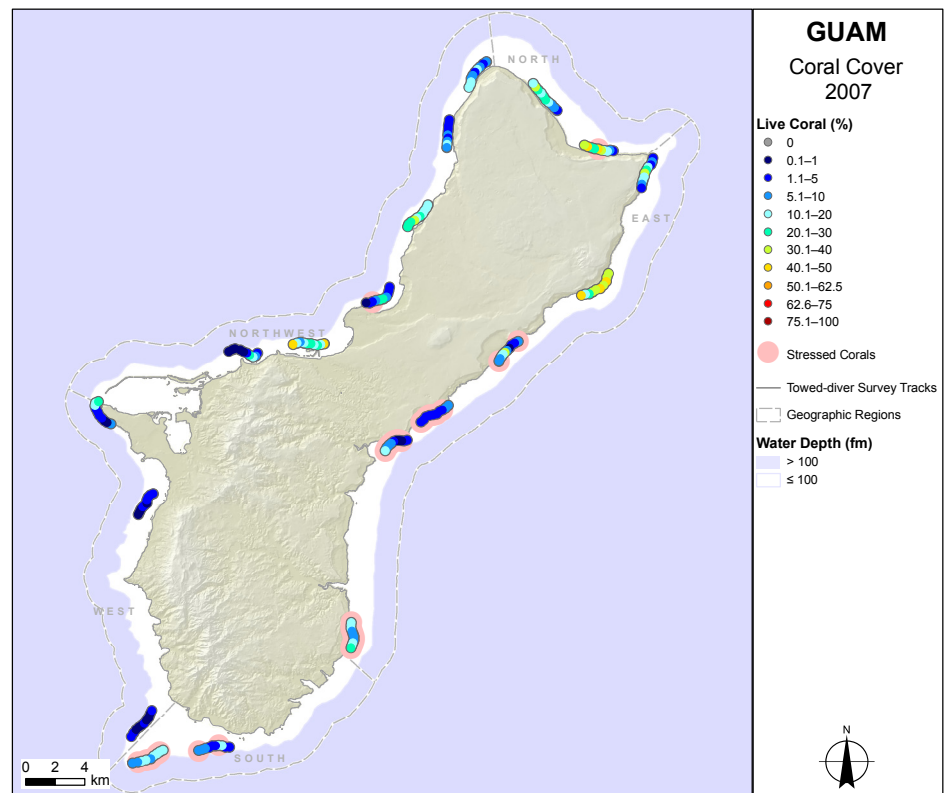 GUAM
Coral Cover
2007
Live Coral (%)
0
0.1–1
1.1–5
5.1–10
10.1–20
20.1–30
30.1–40
40.1–50
50.1–62.5
62.6–75
75.1–100
Stressed Corals
Towed-diver Survey Tracks
Geographic Regions
Water Depth (fm)
> 100
≤ 100
NORTH
EAST
NORTHWEST
WEST
SOUTH
0 2 4
km
N